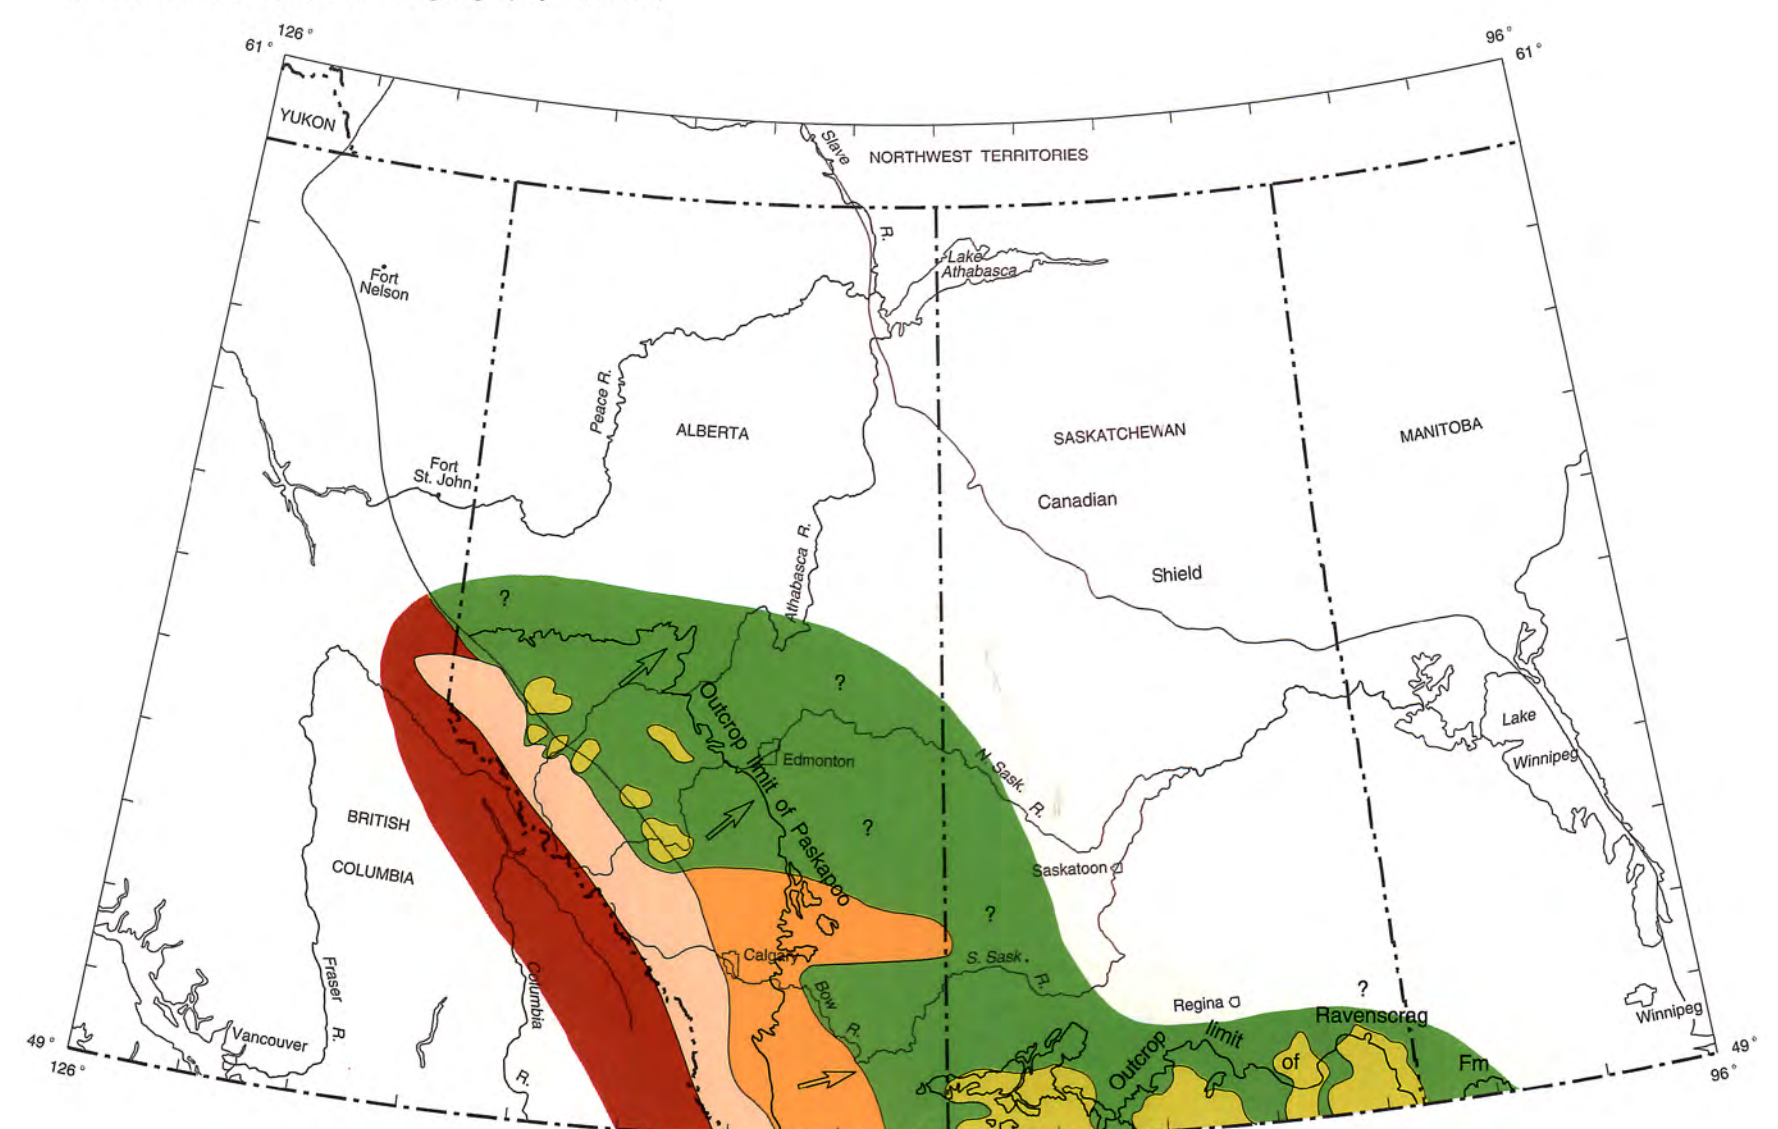 126°
61°
96°
61°
YUKON
Slave
R.
NORTHWEST TERRITORIES
Fort
Nelson
Lake
Athabasca
Peace R.
ALBERTA
SASKATCHEWAN
MANITOBA
Fort
St. John
Canadian
Shield
Athabasca R.
?
?
Outcrop limit of Paskapoo
Edmonton
N. Sask. R.
Lake
Winnipeg
BRITISH
COLUMBIA
?
Saskatoon
?
Calgary
S. Sask. R.
Bow
R.
Fraser
R.
Columbia
R.
Vancouver
Regina
?
Ravenscrag
Outcrop limit
of
Fm
Winnipeg
49°
126°
49°
96°